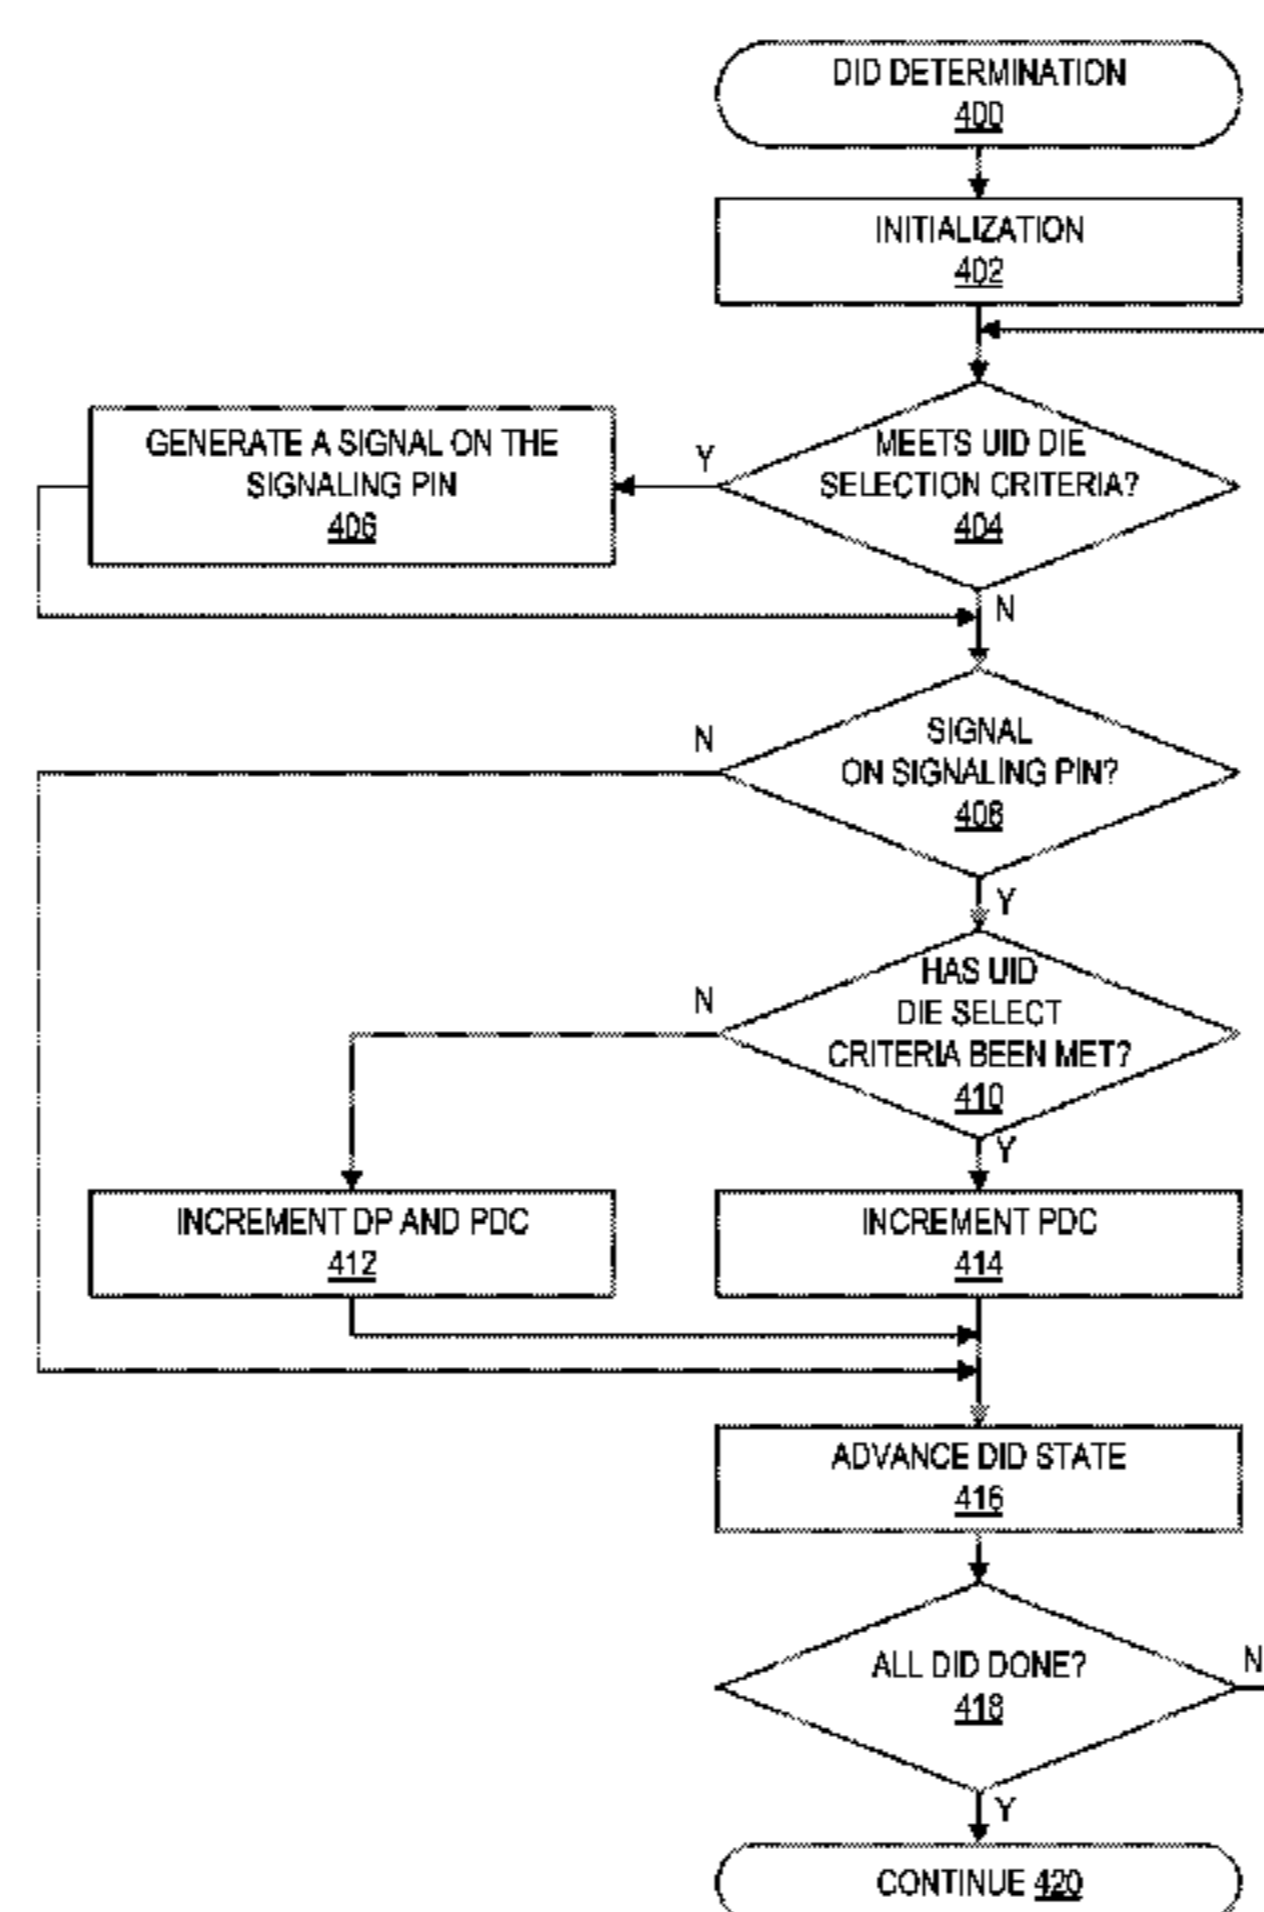 DID DETERMINATION
400
INITIALIZATION
402
MEETS UID DIE
SELECTION CRITERIA?
404
Y
N
GENERATE A SIGNAL ON THE
SIGNALING PIN
406
SIGNAL
ON SIGNALING PIN?
408
N
Y
HAS UID
DIE SELECT
CRITERIA BEEN MET?
410
N
Y
INCREMENT DP AND PDC
412
INCREMENT PDC
414
ADVANCE DID STATE
416
ALL DID DONE?
418
N
Y
CONTINUE 420